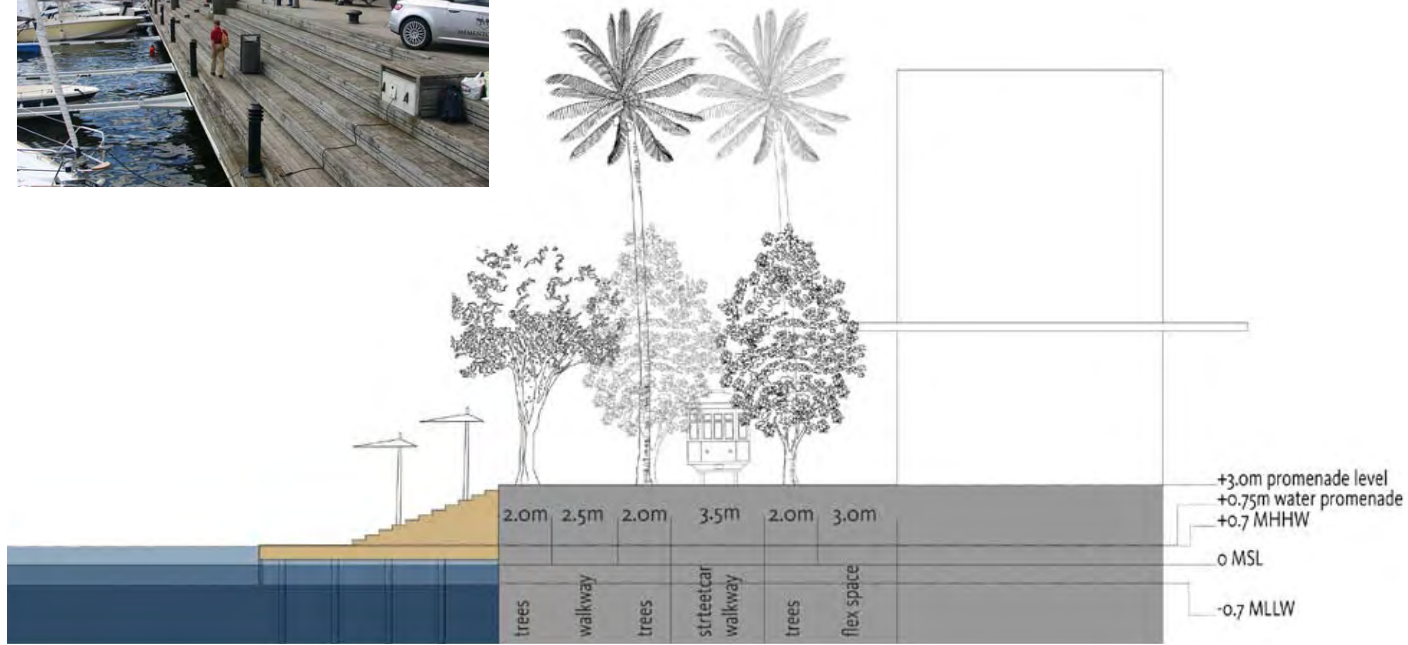 2.0m 2.5m 2.0m 3.5m 2.0m 3.0m
trees
walkway
trees
strteetcar
walkway
trees
flex space
+3.0m promenade level
+0.75m water promenade
+0.7 MHHW
0 MSL
-0.7 MLLW